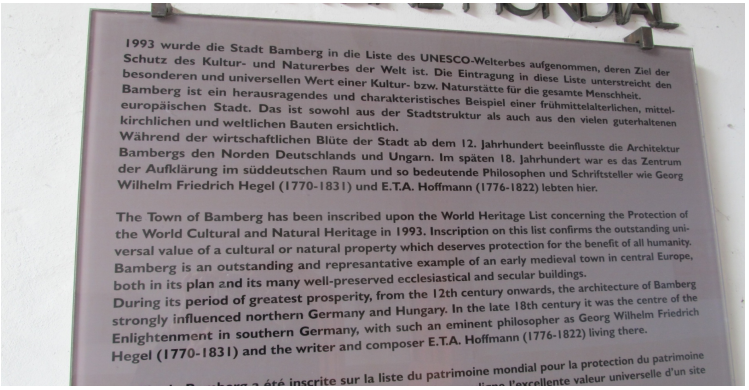 MONDIAL
1993 wurde die Stadt Bamberg in die Liste des UNESCO-Welterbes aufgenommen, deren Ziel der
Schutz des Kultur- und Naturerbes der Welt ist. Die Eintragung in diese Liste unterstreicht den
besonderen und universellen Wert einer Kultur- bzw. Naturstätte für die gesamte Menschheit.
Bamberg ist ein herausragendes und charakteristisches Beispiel einer frühmittelalterlichen, mittel-
europäischen Stadt. Das ist sowohl aus der Stadtstruktur als auch aus den vielen guterhaltenen
kirchlichen und weltlichen Bauten ersichtlich.
Während der wirtschaftlichen Blüte der Stadt ab dem 12. Jahrhundert beeinflusste die Architektur
Bambergs den Norden Deutschlands und Ungarn. Im späten 18. Jahrhundert war es das Zentrum
der Aufklärung im süddeutschen Raum und so bedeutende Philosophen und Schriftsteller wie Georg
Wilhelm Friedrich Hegel (1770-1831) und E.T.A. Hoffmann (1776-1822) lebten hier.
The Town of Bamberg has been inscribed upon the World Heritage List concerning the Protection of
the World Cultural and Natural Heritage in 1993. Inscription on this list confirms the outstanding uni-
versal value of a cultural or natural property which deserves protection for the benefit of all humanity.
Bamberg is an outstanding and represantative example of an early medieval town in central Europe,
both in its plan and its many well-preserved ecclesiastical and secular buildings.
During its period of greatest prosperity, from the 12th century onwards, the architecture of Bamberg
strongly influenced northern Germany and Hungary. In the late 18th century it was the centre of the
Enlightenment in southern Germany, with such an eminent philosopher as Georg Wilhelm Friedrich
Hegel (1770-1831) and the writer and composer E.T.A. Hoffmann (1776-1822) living there.
Bamberg a été inscrite sur la liste du patrimoine mondial pour la protection du patrimoine
l'excellente valeur universelle d'un site